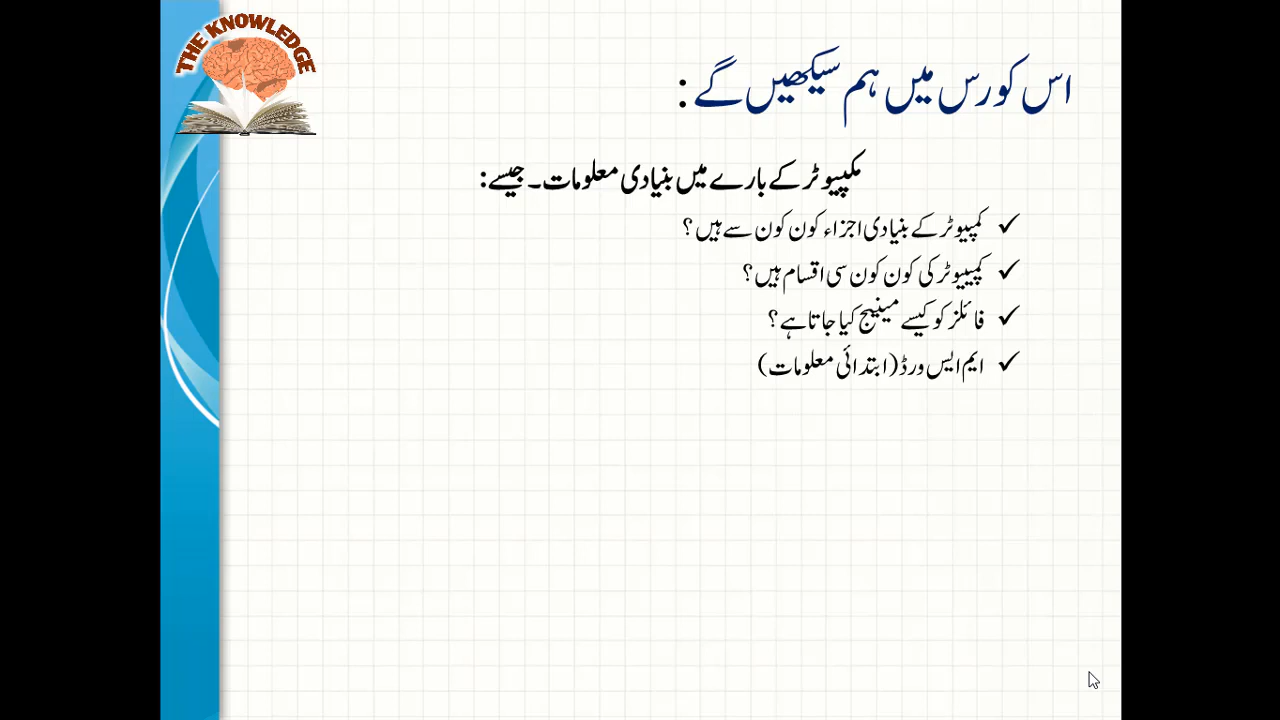 THE KNOWLEDGE
اس کورس میں ہم سیکھیں گے :
مکپیوٹر کے بارے میں بنیادی معلومات۔ جیسے:
✓ کمپیوٹر کے بنیادی اجزاء کون کون سے ہیں ؟
✓ کمپیوٹر کی کون کون سی اقسام ہیں؟
✓ فائلز کو کیسے مینیج کیا جاتا ہے؟
✓ ایم ایس ورڈ (ابتدائی معلومات)